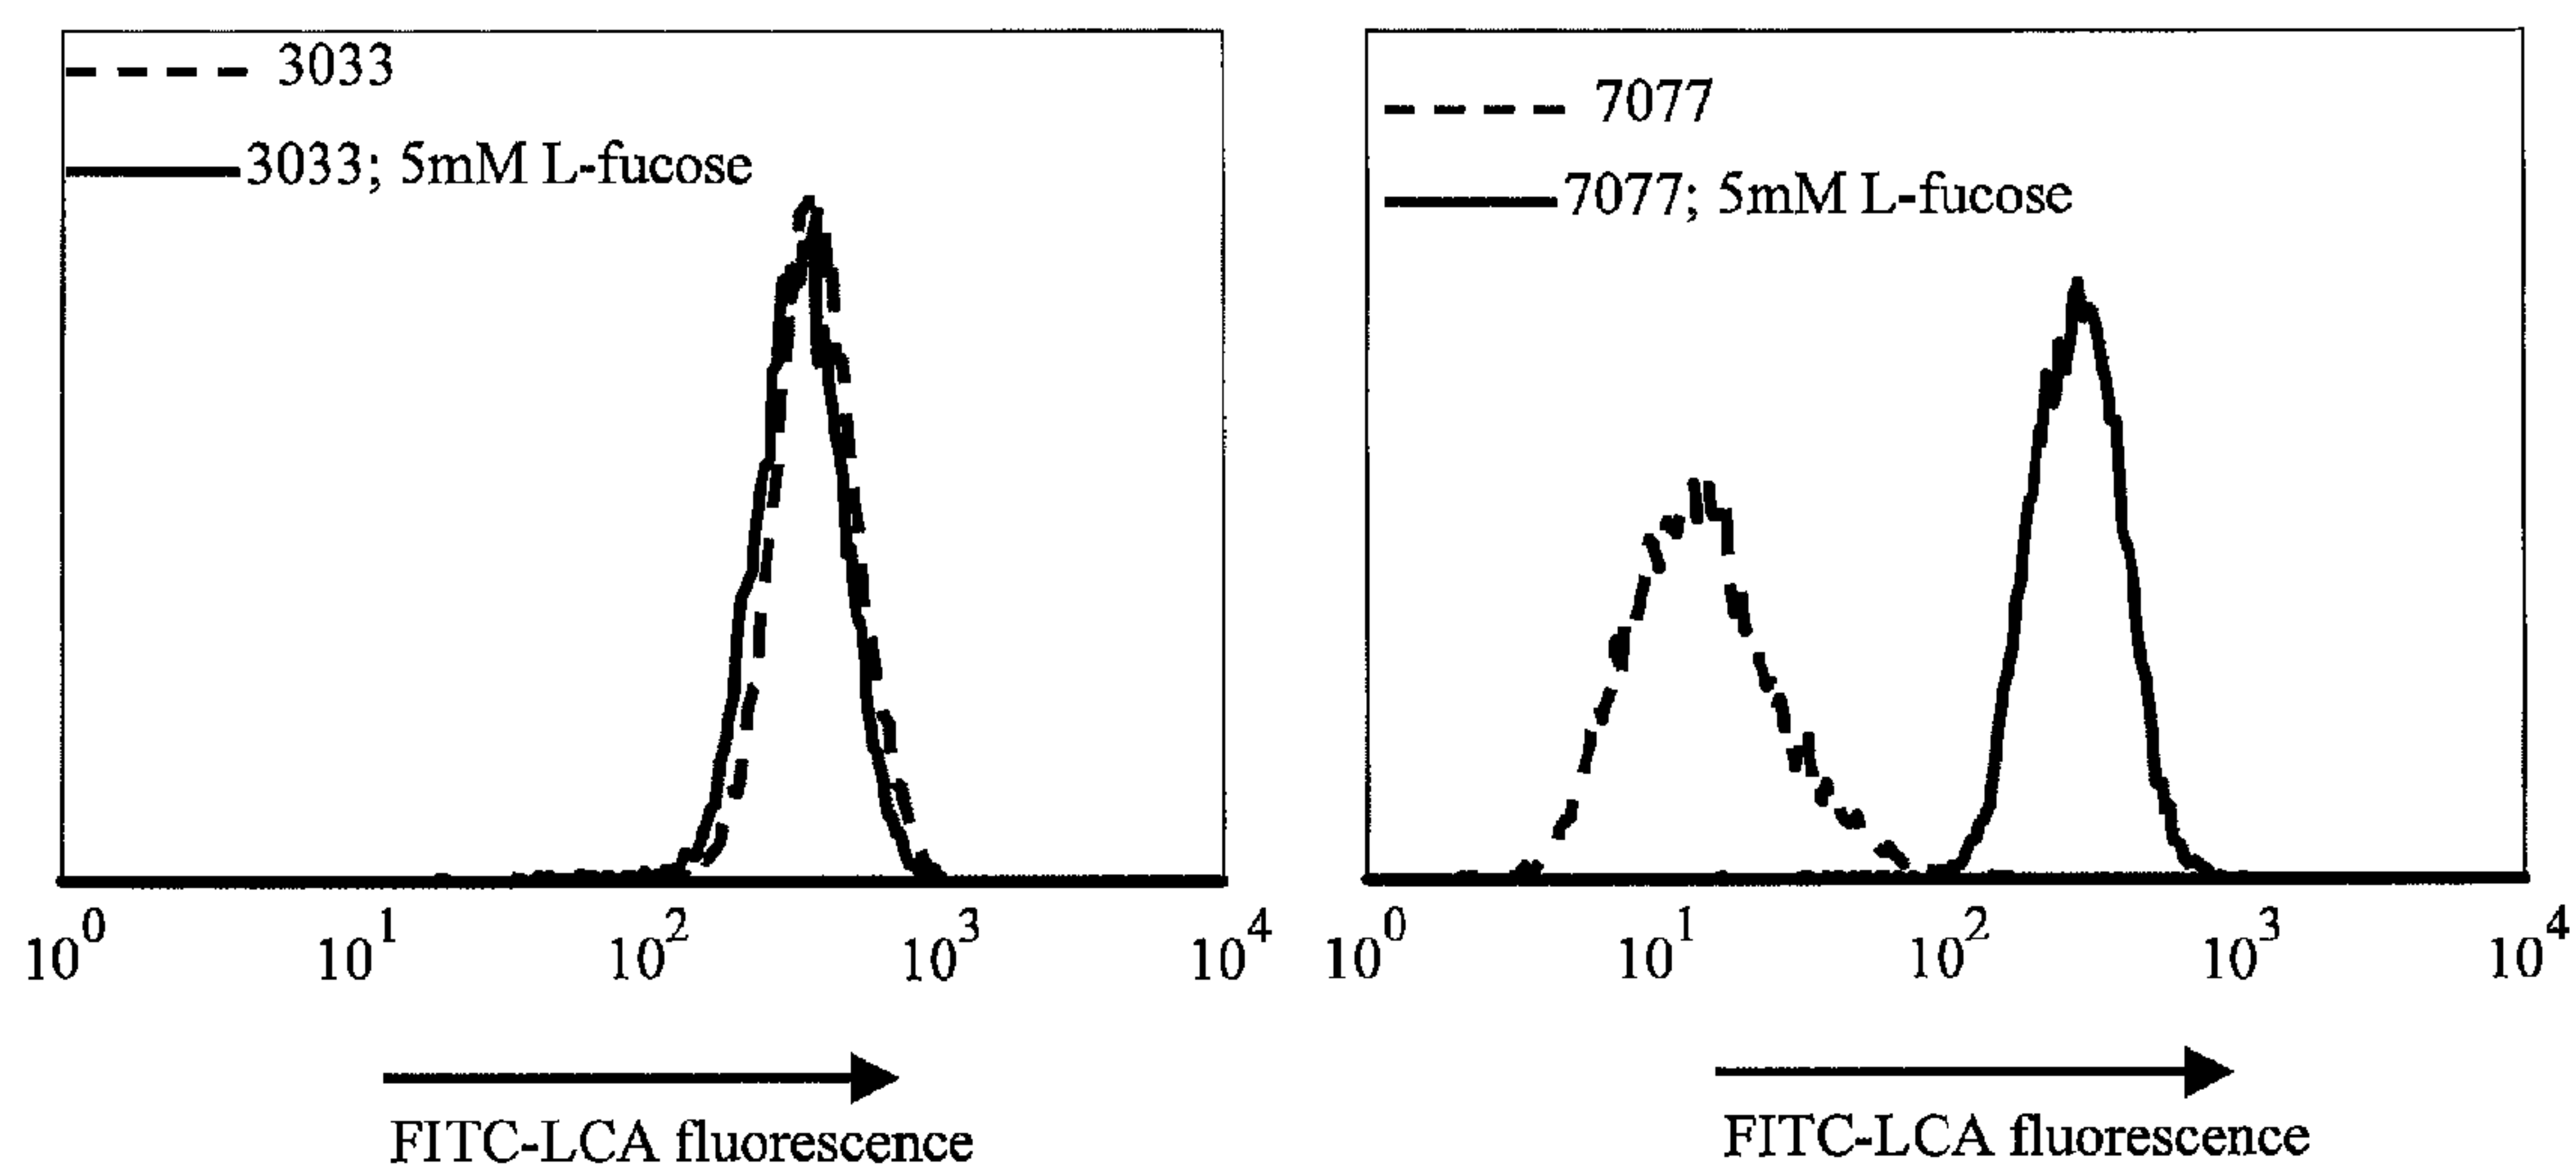 3033
3033; 5mM L-fucose
10^0 10^1 10^2 10^3 10^4
FITC-LCA fluorescence
7077
7077; 5mM L-fucose
10^0 10^1 10^2 10^3 10^4
FITC-LCA fluorescence